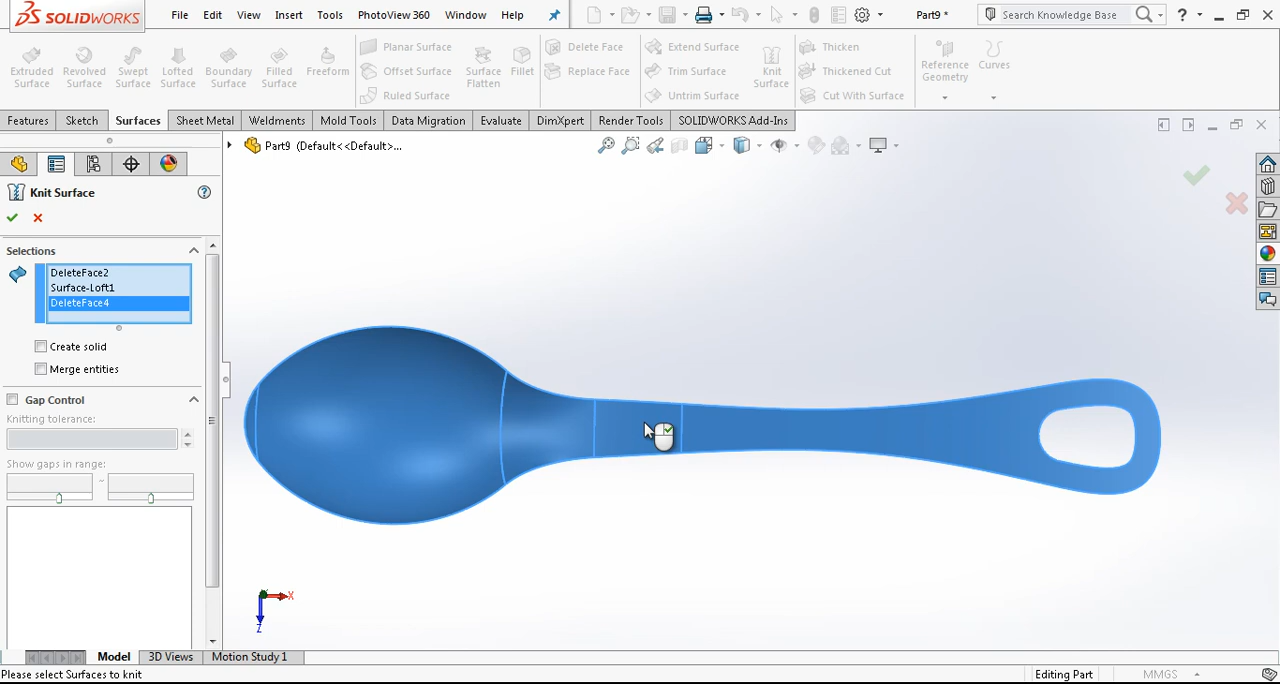 SOLIDWORKS File Edit View Insert Tools PhotoView 360 Window Help Part9 * Search Knowledge Base ?
Extruded Surface Revolved Surface Swept Surface Lofted Surface Boundary Surface Filled Surface Freeform
Planar Surface
Offset Surface
Ruled Surface
Surface Flatten Fillet
Delete Face
Replace Face
Extend Surface
Trim Surface
Untrim Surface
Knit Surface
Thicken
Thickened Cut
Cut With Surface
Reference Geometry Curves
Features Sketch Surfaces Sheet Metal Weldments Mold Tools Data Migration Evaluate DimXpert Render Tools SOLIDWORKS Add-Ins
Part9 (Default<<Default>...
Knit Surface ?
Selections
DeleteFace2
Surface-Loft1
DeleteFace4
Create solid
Merge entities
Gap Control
Knitting tolerance:
Show gaps in range:
~
X
Z
Model 3D Views Motion Study 1
Please select Surfaces to knit Editing Part MMGS